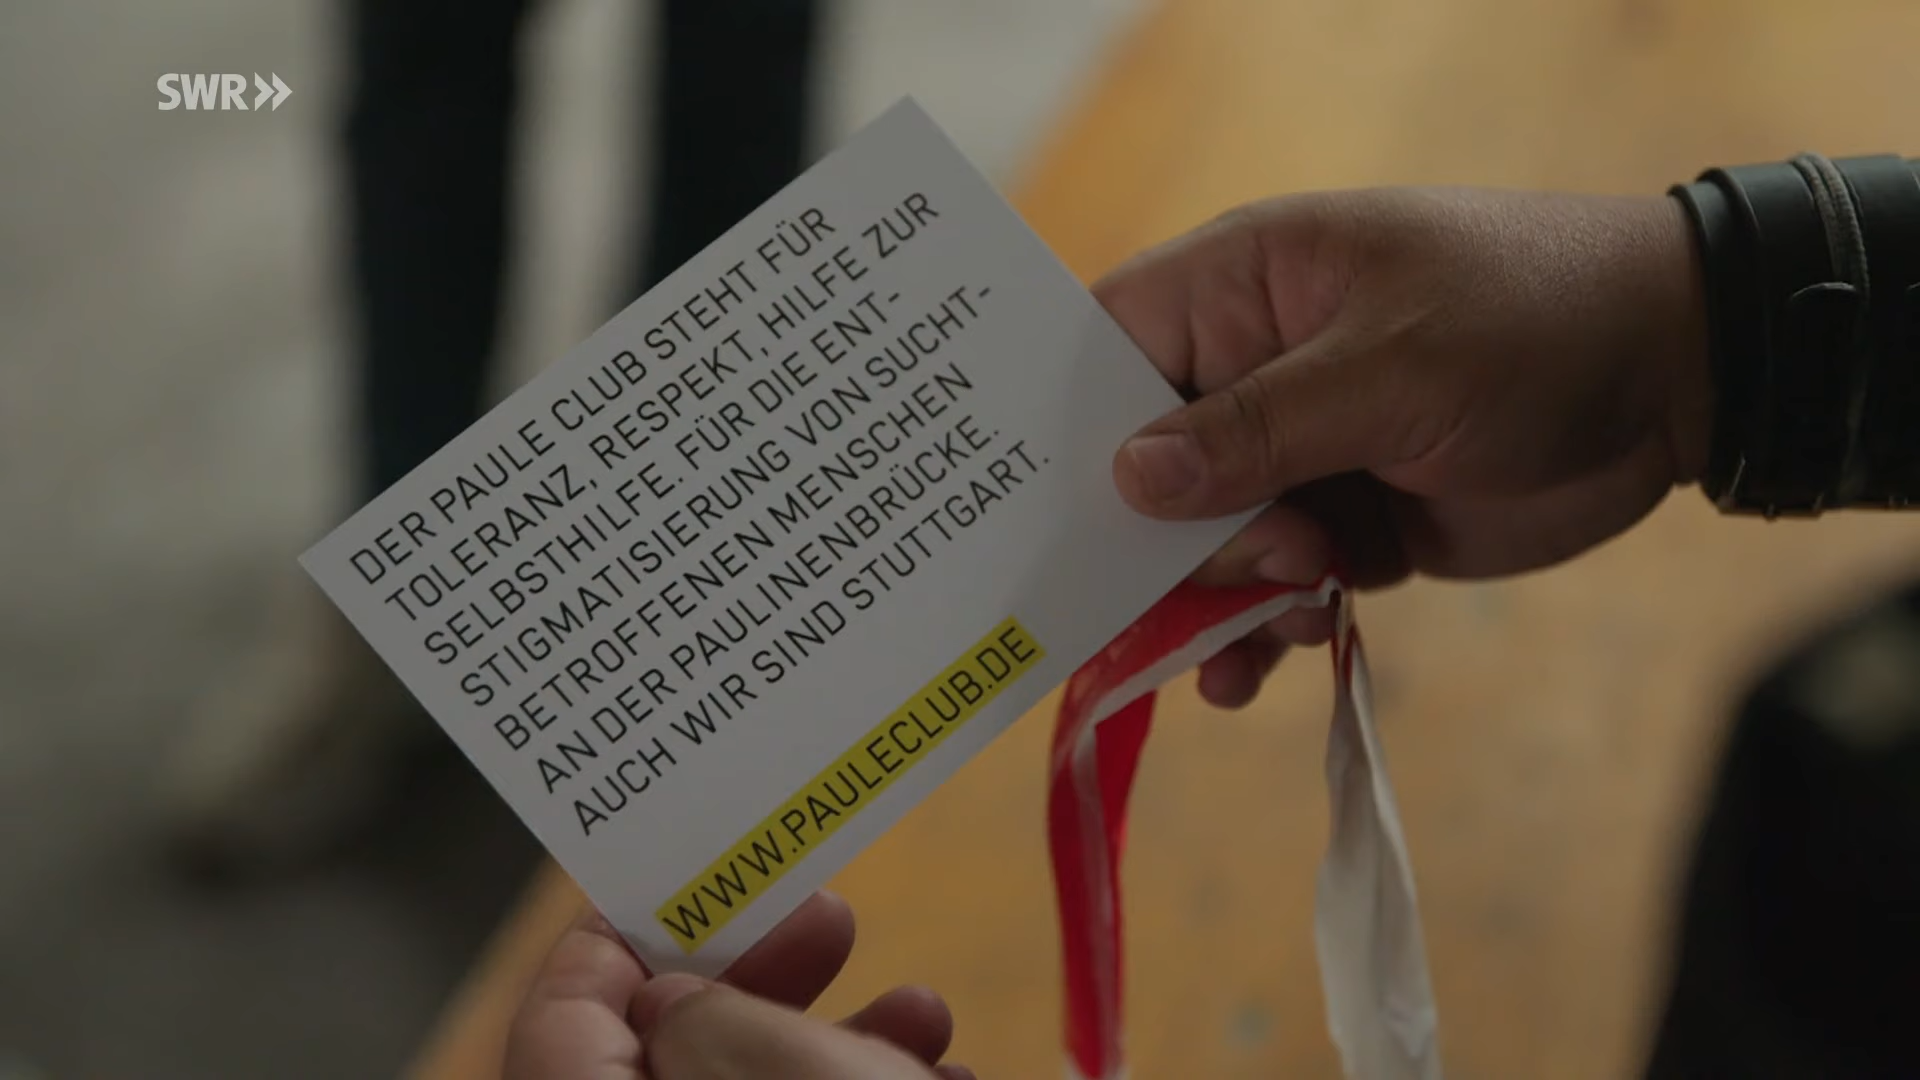 SWR
DER PAULE CLUB STEHT FÜR
TOLERANZ, RESPEKT, HILFE ZUR
SELBSTHILFE. FÜR DIE ENT-
STIGMATISIERUNG VON SUCHT-
BETROFFENEN MENSCHEN
AN DER PAULINENBRÜCKE.
AUCH WIR SIND STUTTGART.
WWW.PAULECLUB.DE